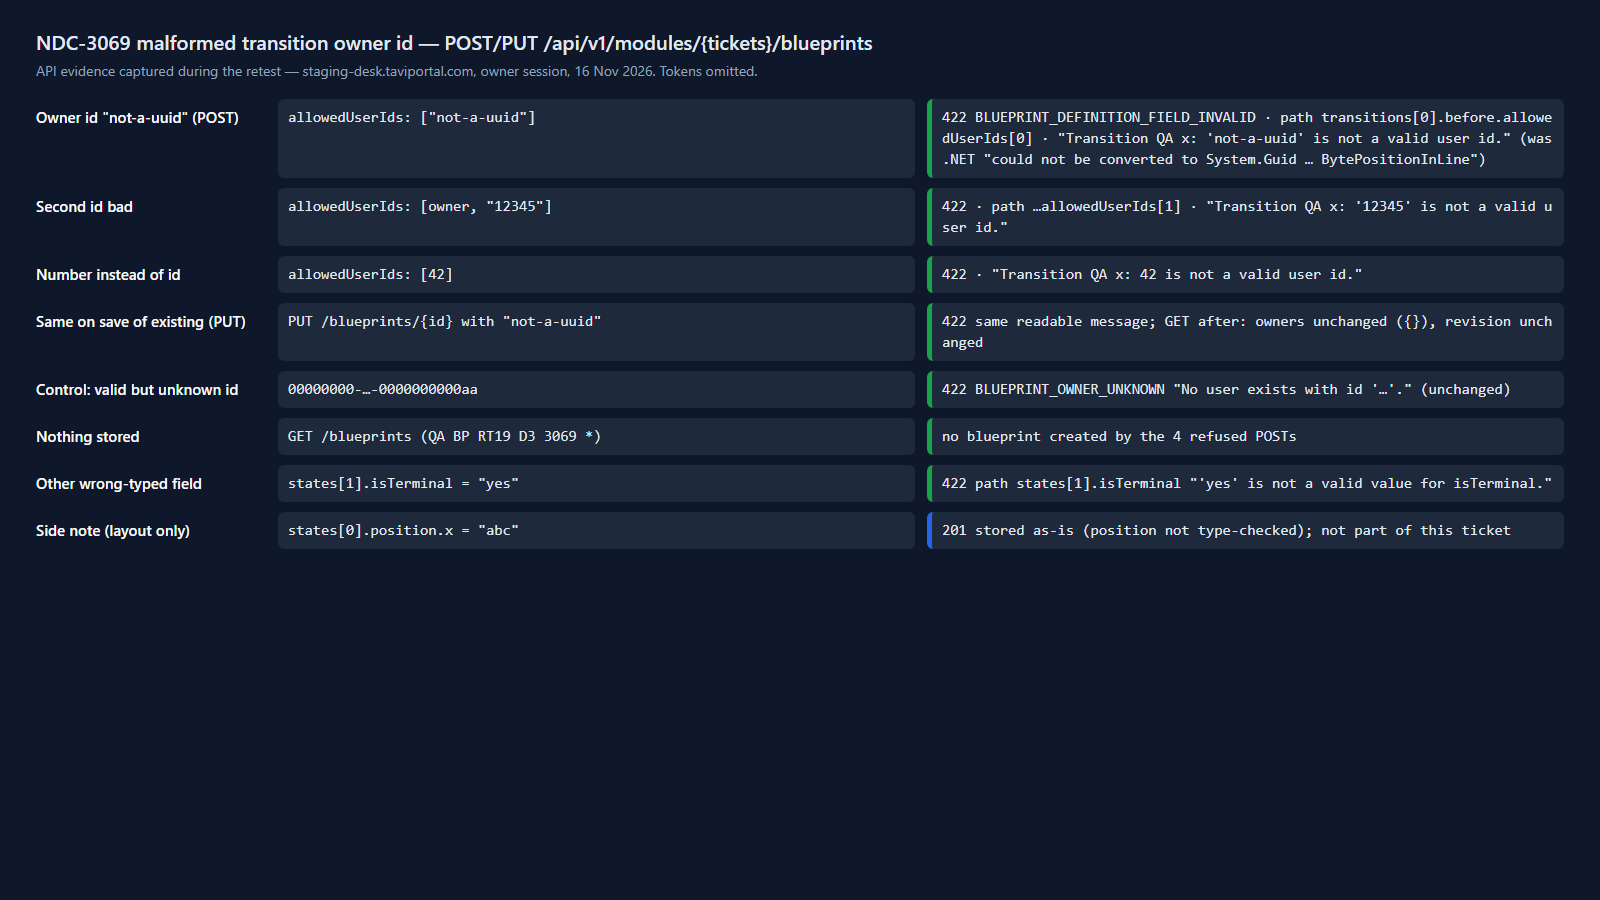 NDC-3069 malformed transition owner id — POST/PUT /api/v1/modules/{tickets}/blueprints
API evidence captured during the retest — staging-desk.taviportal.com, owner session, 16 Nov 2026. Tokens omitted.
Owner id "not-a-uuid" (POST)
allowedUserIds: ["not-a-uuid"]
422 BLUEPRINT_DEFINITION_FIELD_INVALID · path transitions[0].before.allowe
dUserIds[0] · "Transition QA x: 'not-a-uuid' is not a valid user id." (was
.NET "could not be converted to System.Guid … BytePositionInLine")
Second id bad
allowedUserIds: [owner, "12345"]
422 · path …allowedUserIds[1] · "Transition QA x: '12345' is not a valid u
ser id."
Number instead of id
allowedUserIds: [42]
422 · "Transition QA x: 42 is not a valid user id."
Same on save of existing (PUT)
PUT /blueprints/{id} with "not-a-uuid"
422 same readable message; GET after: owners unchanged ({}), revision unch
anged
Control: valid but unknown id
00000000-…-0000000000aa
422 BLUEPRINT_OWNER_UNKNOWN "No user exists with id '…'." (unchanged)
Nothing stored
GET /blueprints (QA BP RT19 D3 3069 *)
no blueprint created by the 4 refused POSTs
Other wrong-typed field
states[1].isTerminal = "yes"
422 path states[1].isTerminal "'yes' is not a valid value for isTerminal."
Side note (layout only)
states[0].position.x = "abc"
201 stored as-is (position not type-checked); not part of this ticket